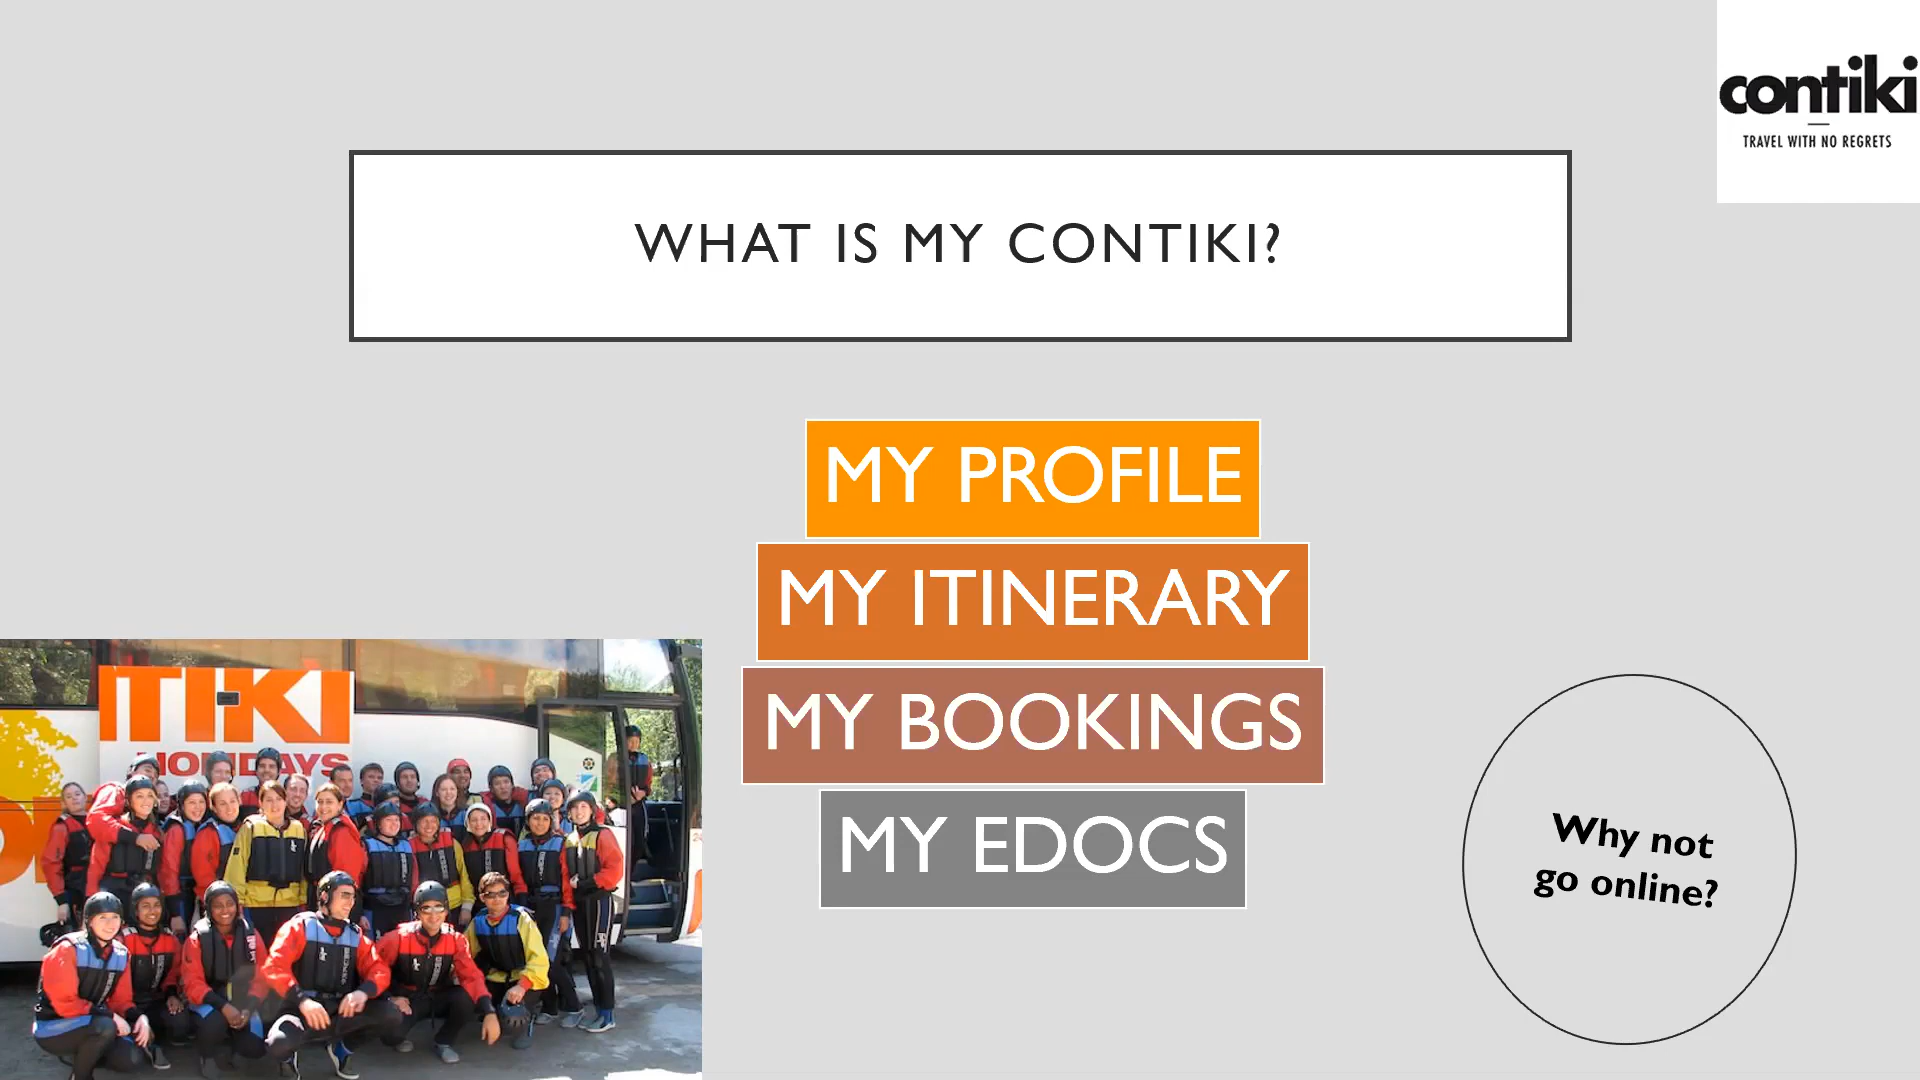 contiki
TRAVEL WITH NO REGRETS
WHAT IS MY CONTIKI?
MY PROFILE
MY ITINERARY
MY BOOKINGS
MY EDOCS
ITIKI
HOLIDAYS
Why not
go online?